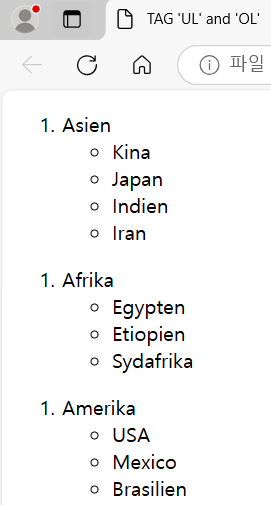 TAG 'UL' and 'OL'
파일
1. Asien
Kina
Japan
Indien
Iran
1. Afrika
Egypten
Etiopien
Sydafrika
1. Amerika
USA
Mexico
Brasilien